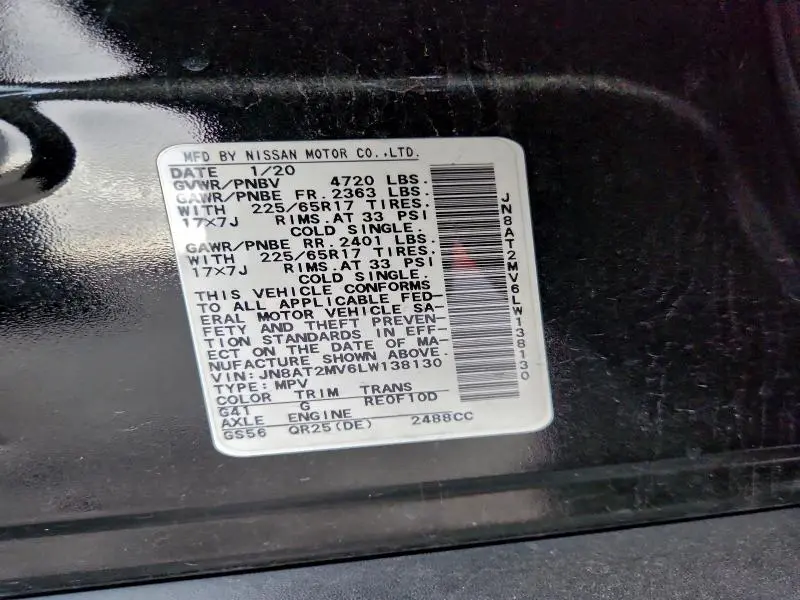 MFD BY NISSAN MOTOR CO.,LTD.
DATE 1/20
GVWR/PNBV 4720 LBS.
GAWR/PNBE FR. 2363 LBS.
WITH 225/65R17 TIRES.
17X7J RIMS.AT 33 PSI
COLD SINGLE.
GAWR/PNBE RR. 2401 LBS.
WITH 225/65R17 TIRES.
17X7J RIMS.AT 33 PSI
COLD SINGLE.
THIS VEHICLE CONFORMS
TO ALL APPLICABLE FED-
ERAL MOTOR VEHICLE SA-
FETY AND THEFT PREVEN-
TION STANDARDS IN EFF-
ECT ON THE DATE OF MA-
NUFACTURE SHOWN ABOVE.
VIN: JN8AT2MV6LW138130
TYPE: MPV
COLOR TRIM TRANS
G41 G RE0F10D
AXLE ENGINE
GS56 QR25(DE) 2488CC
JN8AT2MV6LW138130